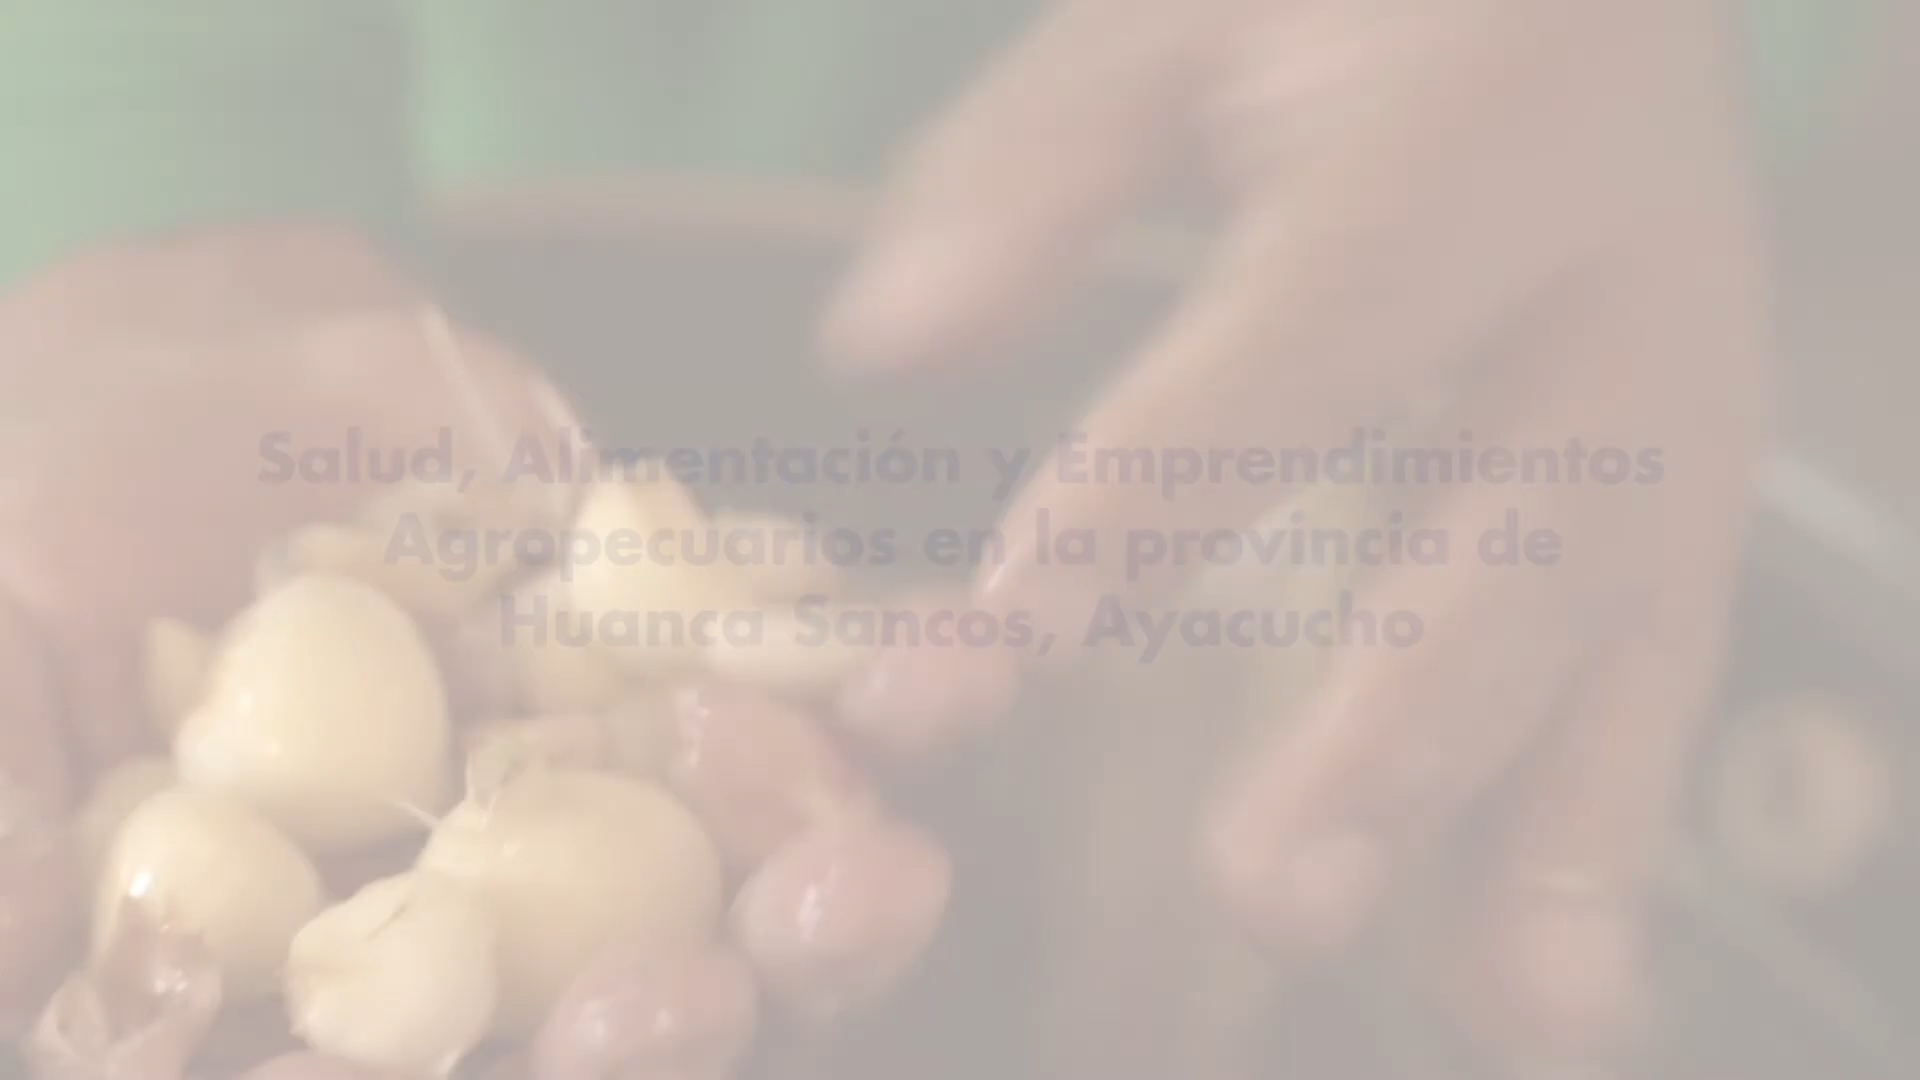 Salud, Alimentación y Emprendimientos
Agropecuarios en la provincia de
Huanca Sancos, Ayacucho